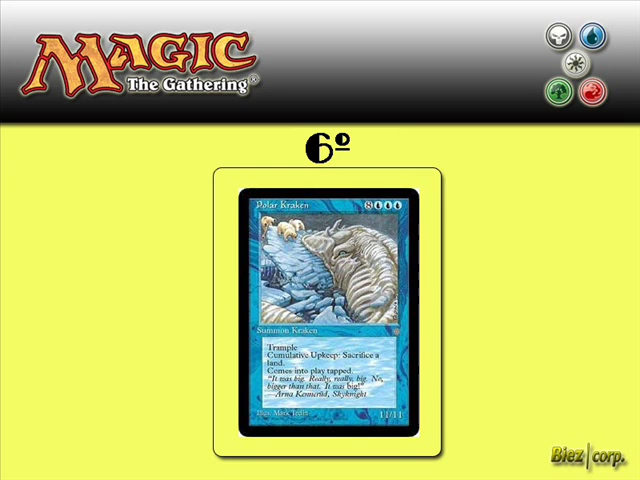 MAGIC
The Gathering®
6º
Polar Kraken
8
Summon Kraken
Trample
Cumulative Upkeep: Sacrifice a
land.
Comes into play tapped.
"It was big. Really, really, big. No,
bigger than that. It was big!"
Arna Kennerüd, Skyknight
Illus. Mark Tedin
11/11
Biez corp.